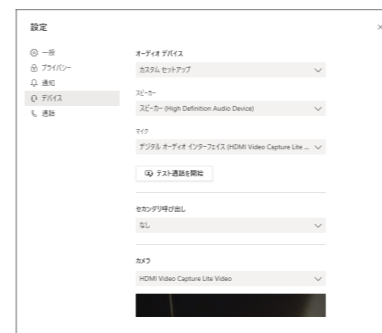 設定
一般
プライバシー
通知
デバイス
通話
オーディオ デバイス
カスタム セットアップ
スピーカー
スピーカー (High Definition Audio Device)
マイク
デジタル オーディオ インターフェイス (HDMI Video Capture Lite ...
テスト通話を開始
セカンダリ呼び出し
なし
カメラ
HDMI Video Capture Lite Video